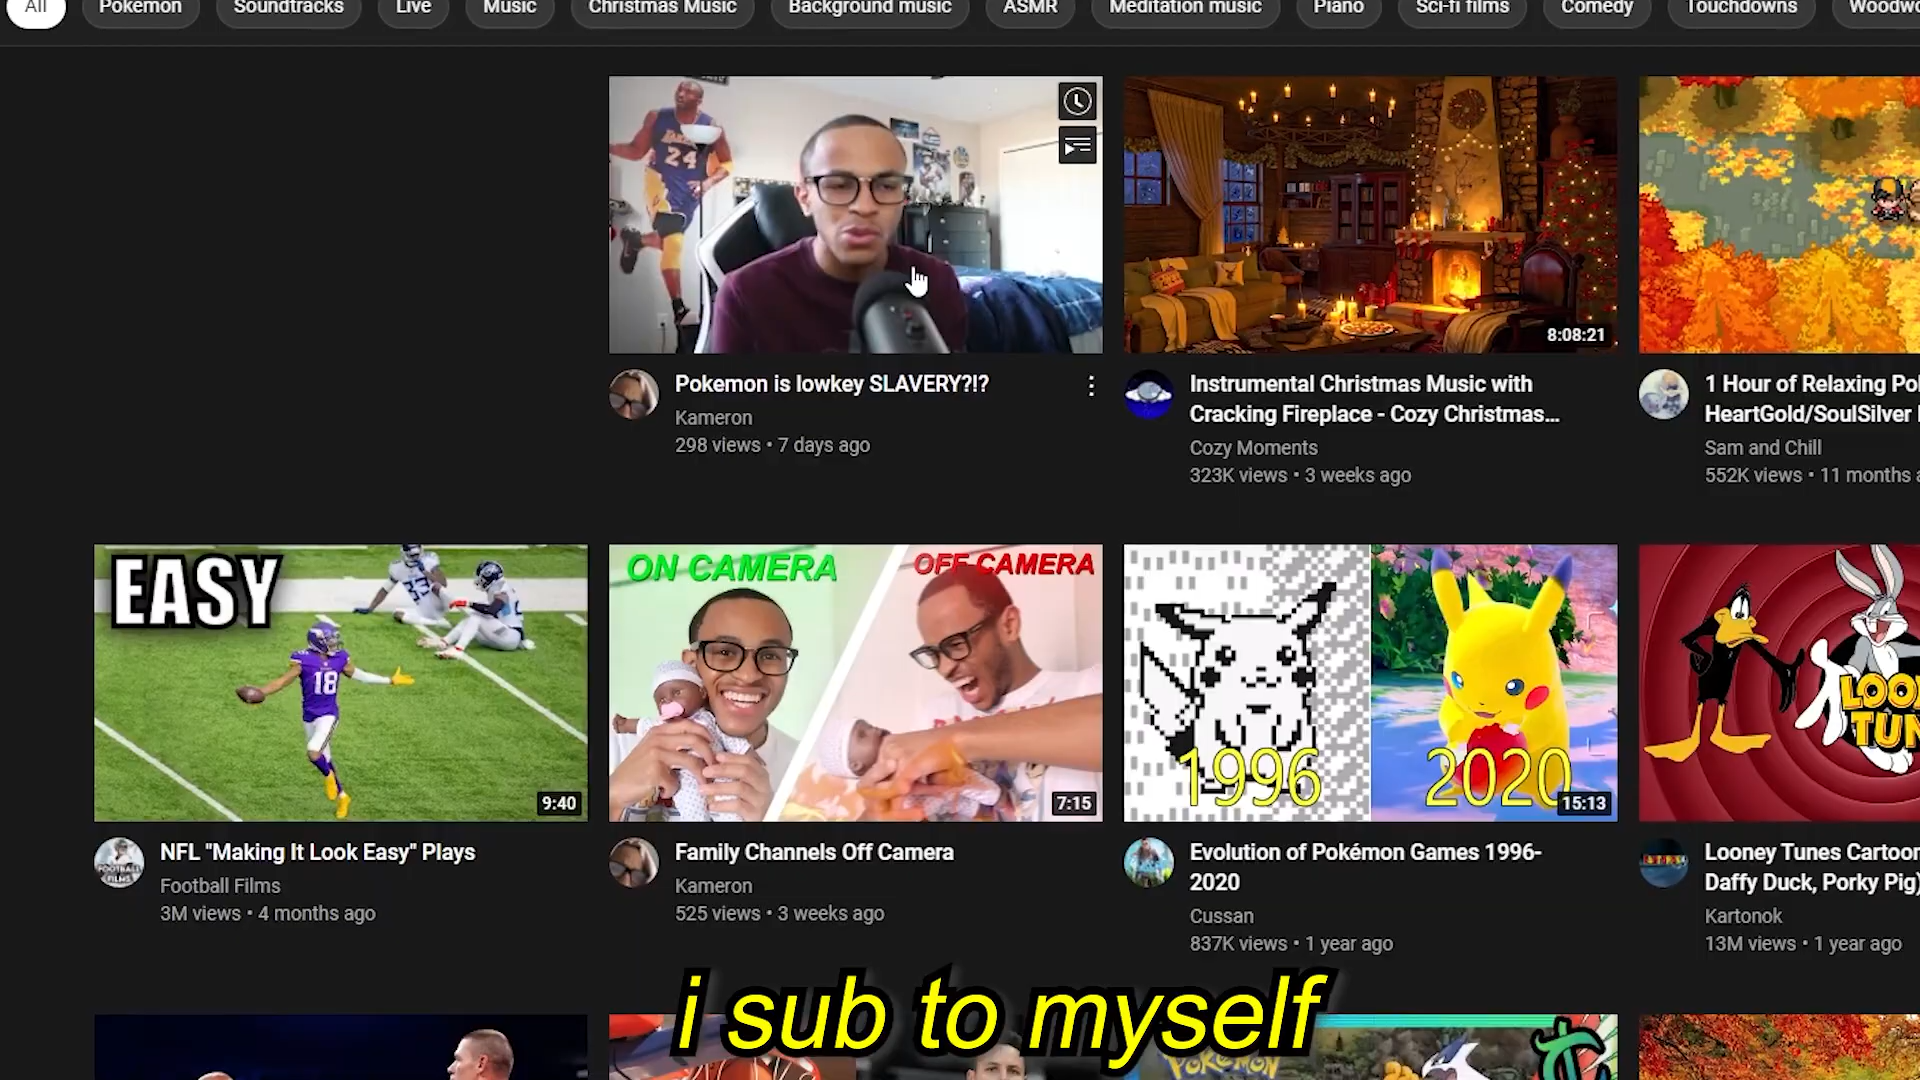 All
Pokemon
Soundtracks
Live
Music
Christmas Music
Background music
ASMR
Meditation music
Piano
Sci-fi films
Comedy
Touchdowns
24
8:08:21
Pokemon is lowkey SLAVERY?!?
Kameron
298 views • 7 days ago
Instrumental Christmas Music with
Cracking Fireplace - Cozy Christmas...
Cozy Moments
323K views • 3 weeks ago
1 Hour of Relaxing
HeartGold/SoulSilver
Sam and Chill
552K views • 11 months
EASY
18
9:40
ON CAMERA
OFF CAMERA
7:15
1996
2020
15:13
NFL "Making It Look Easy" Plays
Football Films
3M views • 4 months ago
Family Channels Off Camera
Kameron
525 views • 3 weeks ago
Evolution of Pokémon Games 1996-
2020
Cussan
837K views • 1 year ago
Looney Tunes
Daffy Duck, Porky Pig)
Kartonok
13M views • 1 year ago
i sub to myself
POKéMON